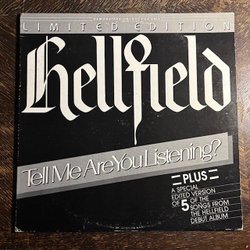 LIMITED EDITION
Hellfield
Tell Me Are You Listening?
PLUS
A SPECIAL
EDITED VERSION
OF 5 OF THE
SONGS FROM
THE HELLFIELD
DEBUT ALBUM